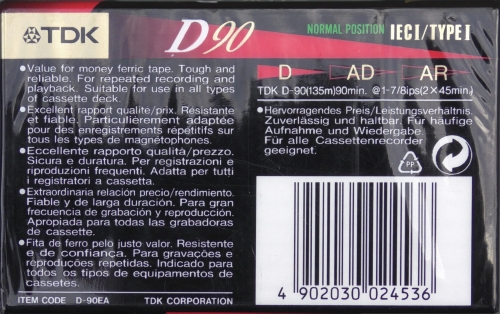 TDK
D90
NORMAL POSITION IECI/TYPE I
•Value for money ferric tape. Tough and
reliable. For repeated recording and
playback. Suitable for use in all types
of cassette deck.
•Excellent rapport qualité/prix. Résistante
et fiable. Particulièrement adaptée
pour des enregistrements répétitifs sur
tous les types de magnétophones.
•Eccellente rapporto qualità/prezzo.
Sicura e duratura. Per registrazioni e
riproduzioni frequenti. Adatta per tutti
i registratori a cassetta.
•Extraordinaria relación precio/rendimiento.
Fiable y de larga duración. Para gran
frecuencia de grabación y reproducción.
Apropiada para todas las grabadoras
de cassette.
•Fita de ferro pelo justo valor. Resistente
e de confiança. Para gravações e
reproduções repetidas. Indicado para
todos os tipos de equipamentos de
cassetes.
ITEM CODE D-90EA TDK CORPORATION
D AD AR
TDK D-90(135m)90min. @1-7/8ips(2×45min.)
•Hervorragendes Preis/Leistungsverhältnis.
Zuverlässig und haltbar. Für häufige
Aufnahme und Wiedergabe.
Für alle Cassettenrecorder
geeignet.
PP
4 902030 024536